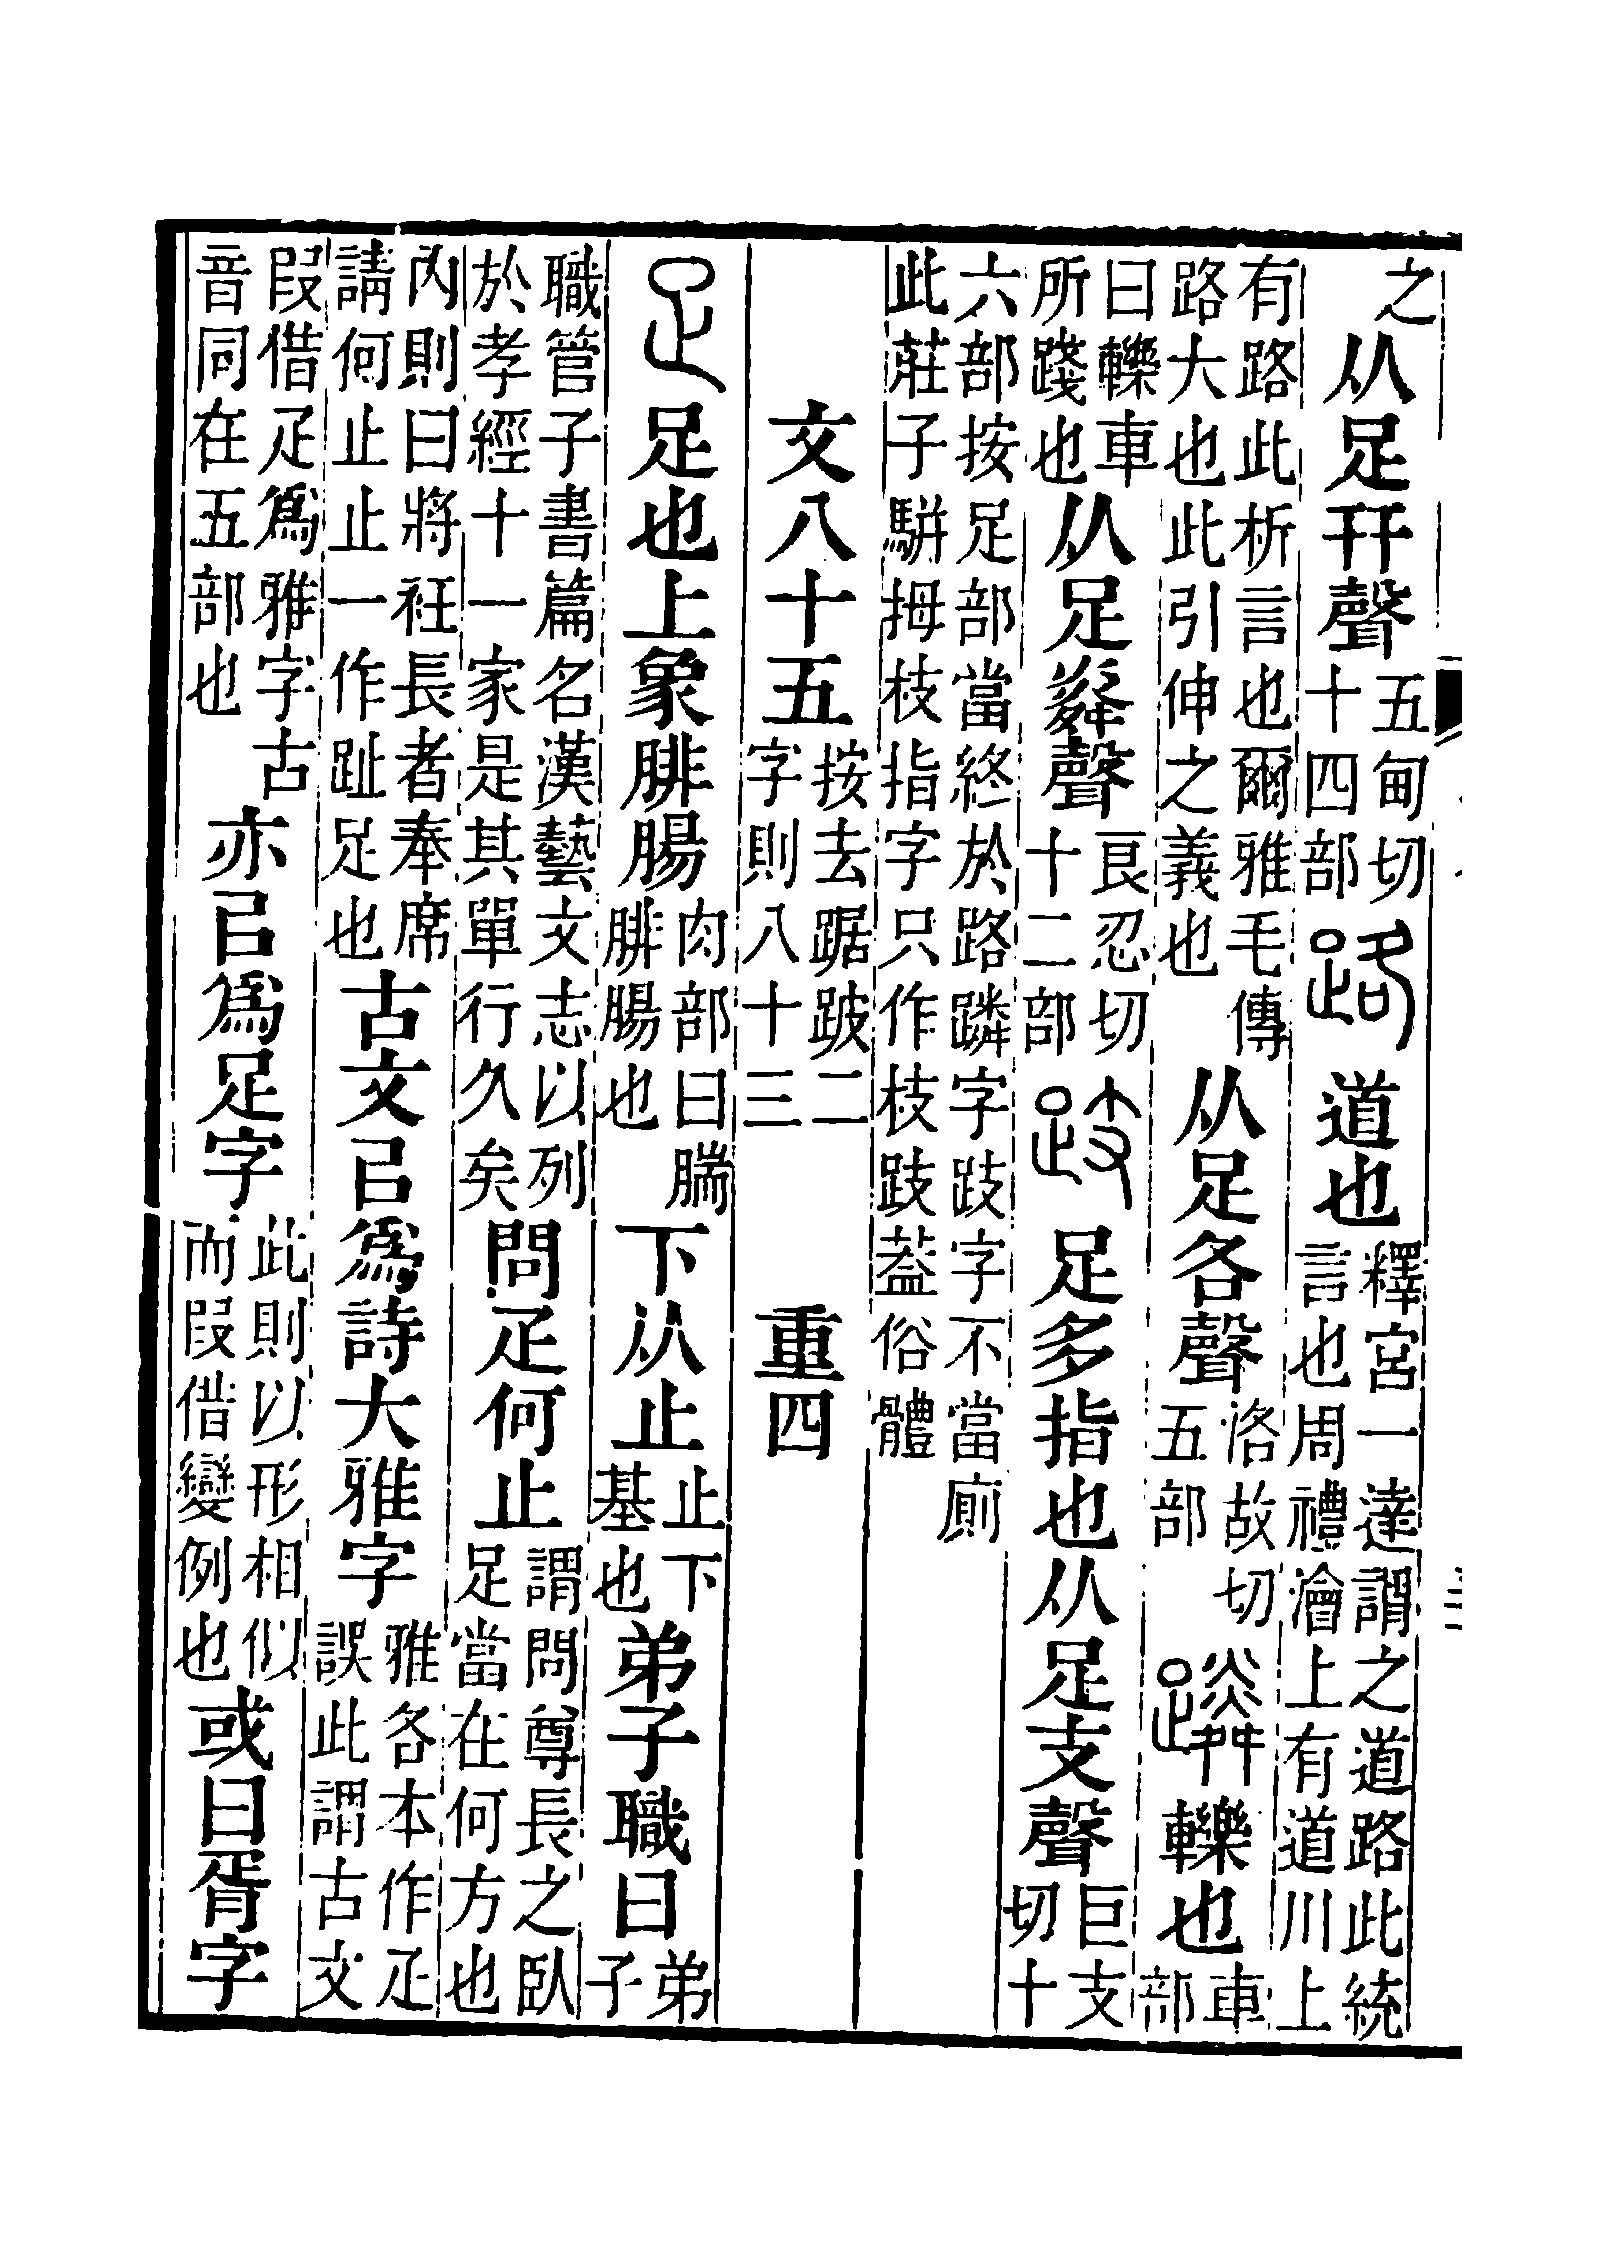 之从足幵聲五甸切十四部路道也釋宮一達謂之道路此統言也周禮澮上有道川上
有路此析言也爾雅毛傳路大也此引伸之義也从足各聲洛故切五部蹸轢也車部
曰轢車所踐也从足㷠聲良忍切十二部跂足多指也从足支聲巨支切十
六部按足部當終於路蹸字跂字不當廁此莊子駢拇枝指字只作枝跂葢俗體
文八十五按去踞跛二字則八十三重四
疋足也上象腓腸肉部曰腨腓腸也下从止止下基也弟子職曰弟子
職管子書篇名漢藝文志以列於孝經十一家是其單行久矣問疋何止謂問尊長之臥足當在何方也
內則曰將衽長者奉席請何止止一作趾足也古文㠯爲詩大雅字雅各本作疋誤此謂古文
叚借疋爲雅字古音同在五部也亦㠯爲足字此則以形相似而叚借變例也或曰胥字